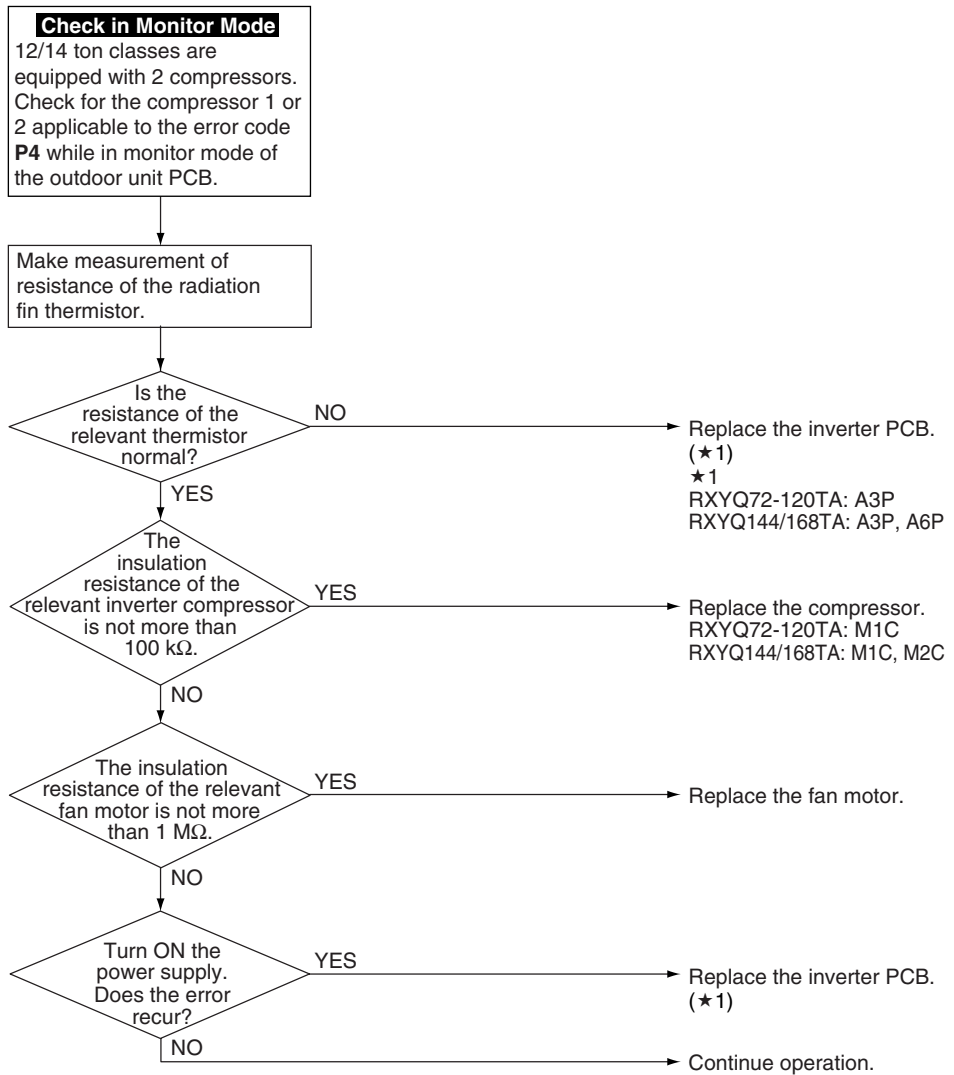 Check in Monitor Mode
12/14 ton classes are
equipped with 2 compressors.
Check for the compressor 1 or
2 applicable to the error code
P4 while in monitor mode of
the outdoor unit PCB.
Make measurement of
resistance of the radiation
fin thermistor.
Is the
resistance of the
relevant thermistor
normal?
NO
Replace the inverter PCB.
(★1)
★1
RXYQ72-120TA: A3P
RXYQ144/168TA: A3P, A6P
YES
The
insulation
resistance of the
relevant inverter compressor
is not more than
100 kΩ.
YES
Replace the compressor.
RXYQ72-120TA: M1C
RXYQ144/168TA: M1C, M2C
NO
The insulation
resistance of the relevant
fan motor is not more
than 1 MΩ.
YES
Replace the fan motor.
NO
Turn ON the
power supply.
Does the error
recur?
YES
Replace the inverter PCB.
(★1)
NO
Continue operation.